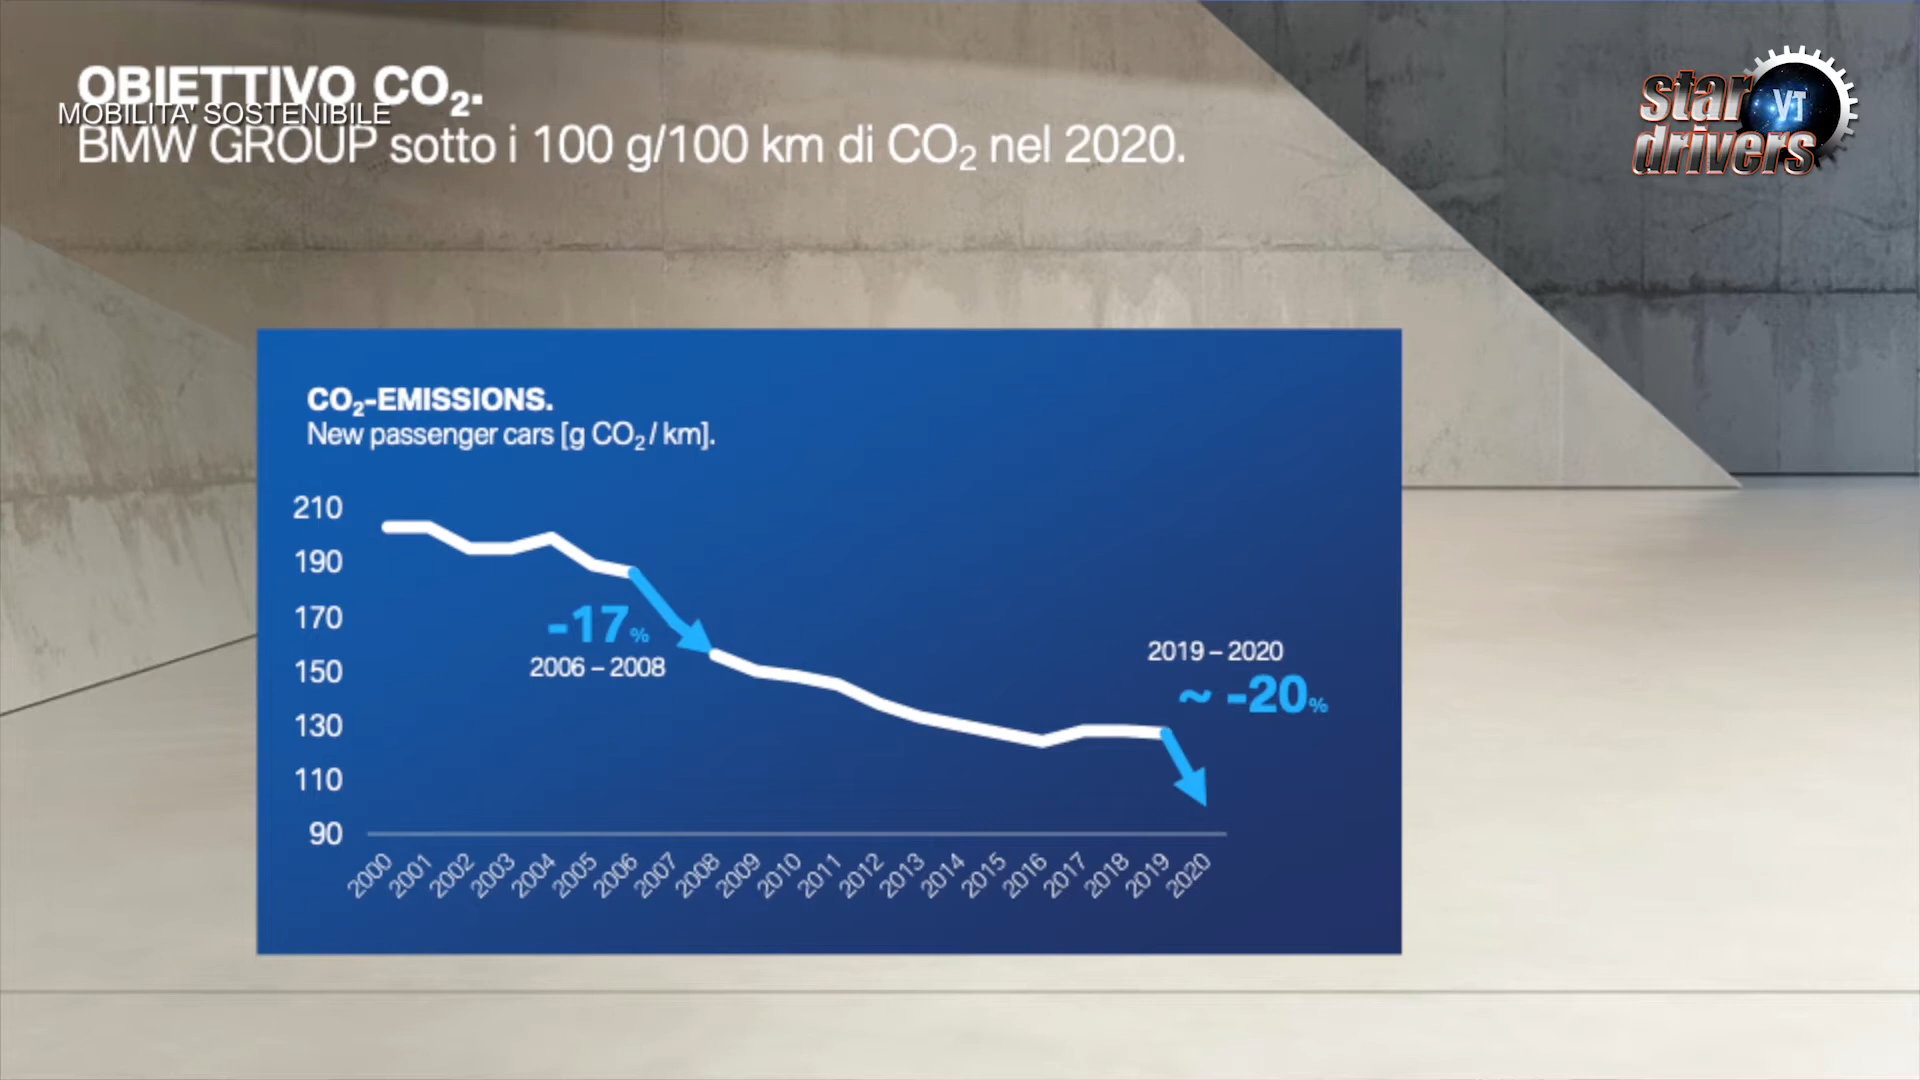 OBIETTIVO CO₂.
MOBILITA' SOSTENIBILE
BMW GROUP sotto i 100 g/100 km di CO₂ nel 2020.
star
VT
drivers
CO₂-EMISSIONS.
New passenger cars [g CO₂ / km].
210
190
170
150
130
110
90
-17%
2006 – 2008
2019 – 2020
~ -20%
2000 2001 2002 2003 2004 2005 2006 2007 2008 2009 2010 2011 2012 2013 2014 2015 2016 2017 2018 2019 2020